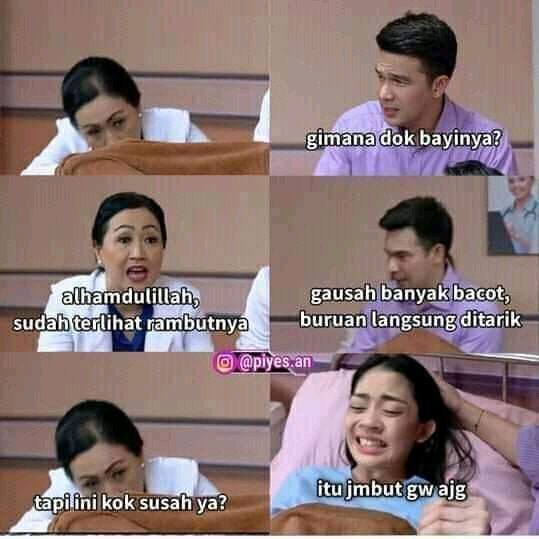 gimana dok bayinya?
alhamdulillah,
sudah terlihat rambutnya
gausah banyak bacot,
buruan langsung ditarik
@piyes.an
tapi ini kok susah ya?
itu jmbut gw ajg